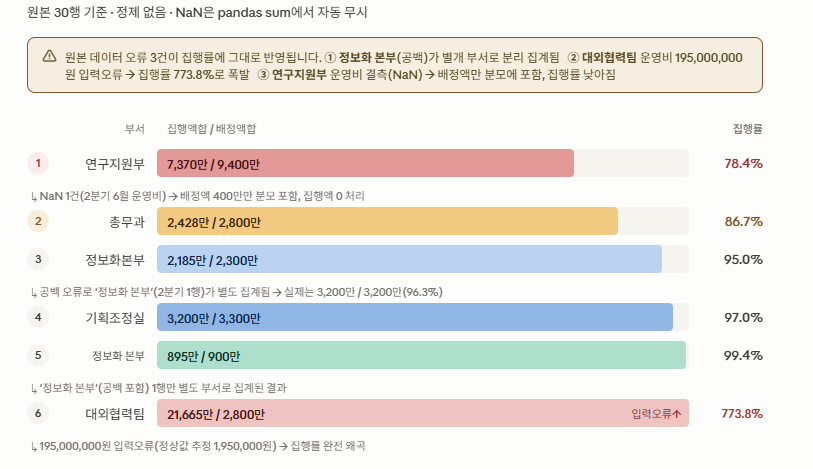 원본 30행 기준 · 정제 없음 · NaN은 pandas sum에서 자동 무시
원본 데이터 오류 3건이 집행률에 그대로 반영됩니다. ① 정보화 본부(공백)가 별개 부서로 분리 집계됨 ② 대외협력팀 운영비 195,000,000
원 입력오류 → 집행률 773.8%로 폭발 ③ 연구지원부 운영비 결측(NaN) → 배정액만 분모에 포함, 집행률 낮아짐
부서 집행액합 / 배정액합 집행률
1 연구지원부 7,370만 / 9,400만 78.4%
↳ NaN 1건(2분기 6월 운영비) → 배정액 400만만 분모 포함, 집행액 0 처리
2 총무과 2,428만 / 2,800만 86.7%
3 정보화본부 2,185만 / 2,300만 95.0%
↳ 공백 오류로 '정보화 본부'(2분기 1행)가 별도 집계됨 → 실제는 3,200만 / 3,200만(96.3%)
4 기획조정실 3,200만 / 3,300만 97.0%
5 정보화 본부 895만 / 900만 99.4%
↳ '정보화 본부'(공백 포함) 1행만 별도 부서로 집계된 결과
6 대외협력팀 21,665만 / 2,800만 입력오류↑ 773.8%
↳ 195,000,000원 입력오류(정상값 추정 1,950,000원) → 집행률 완전 왜곡